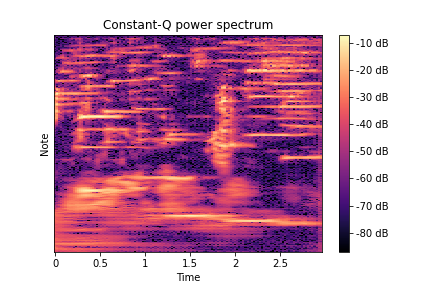 Constant-Q power spectrum
Note
0
0.5
1
1.5
2
2.5
Time
-10 dB
-20 dB
-30 dB
-40 dB
-50 dB
-60 dB
-70 dB
-80 dB